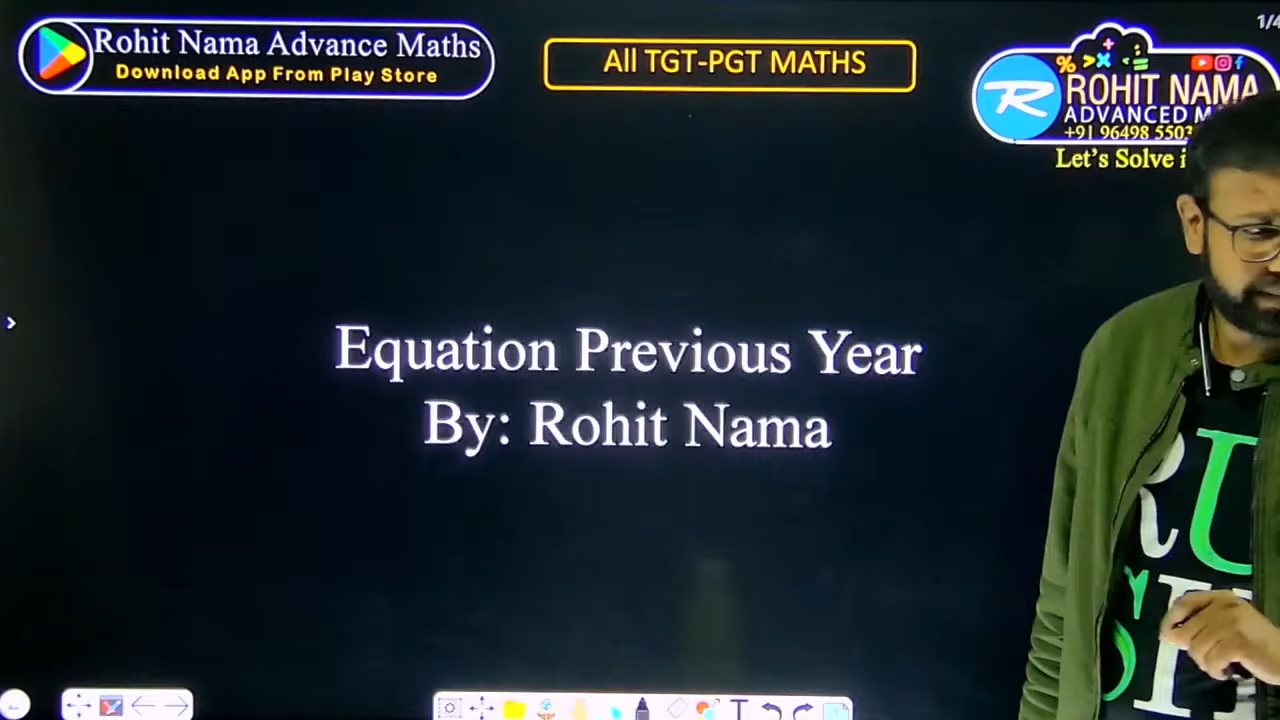 Rohit Nama Advance Maths
Download App From Play Store
All TGT-PGT MATHS
ROHIT NAMA
ADVANCED
+91 96498
Let's Solve
Equation Previous Year
By: Rohit Nama